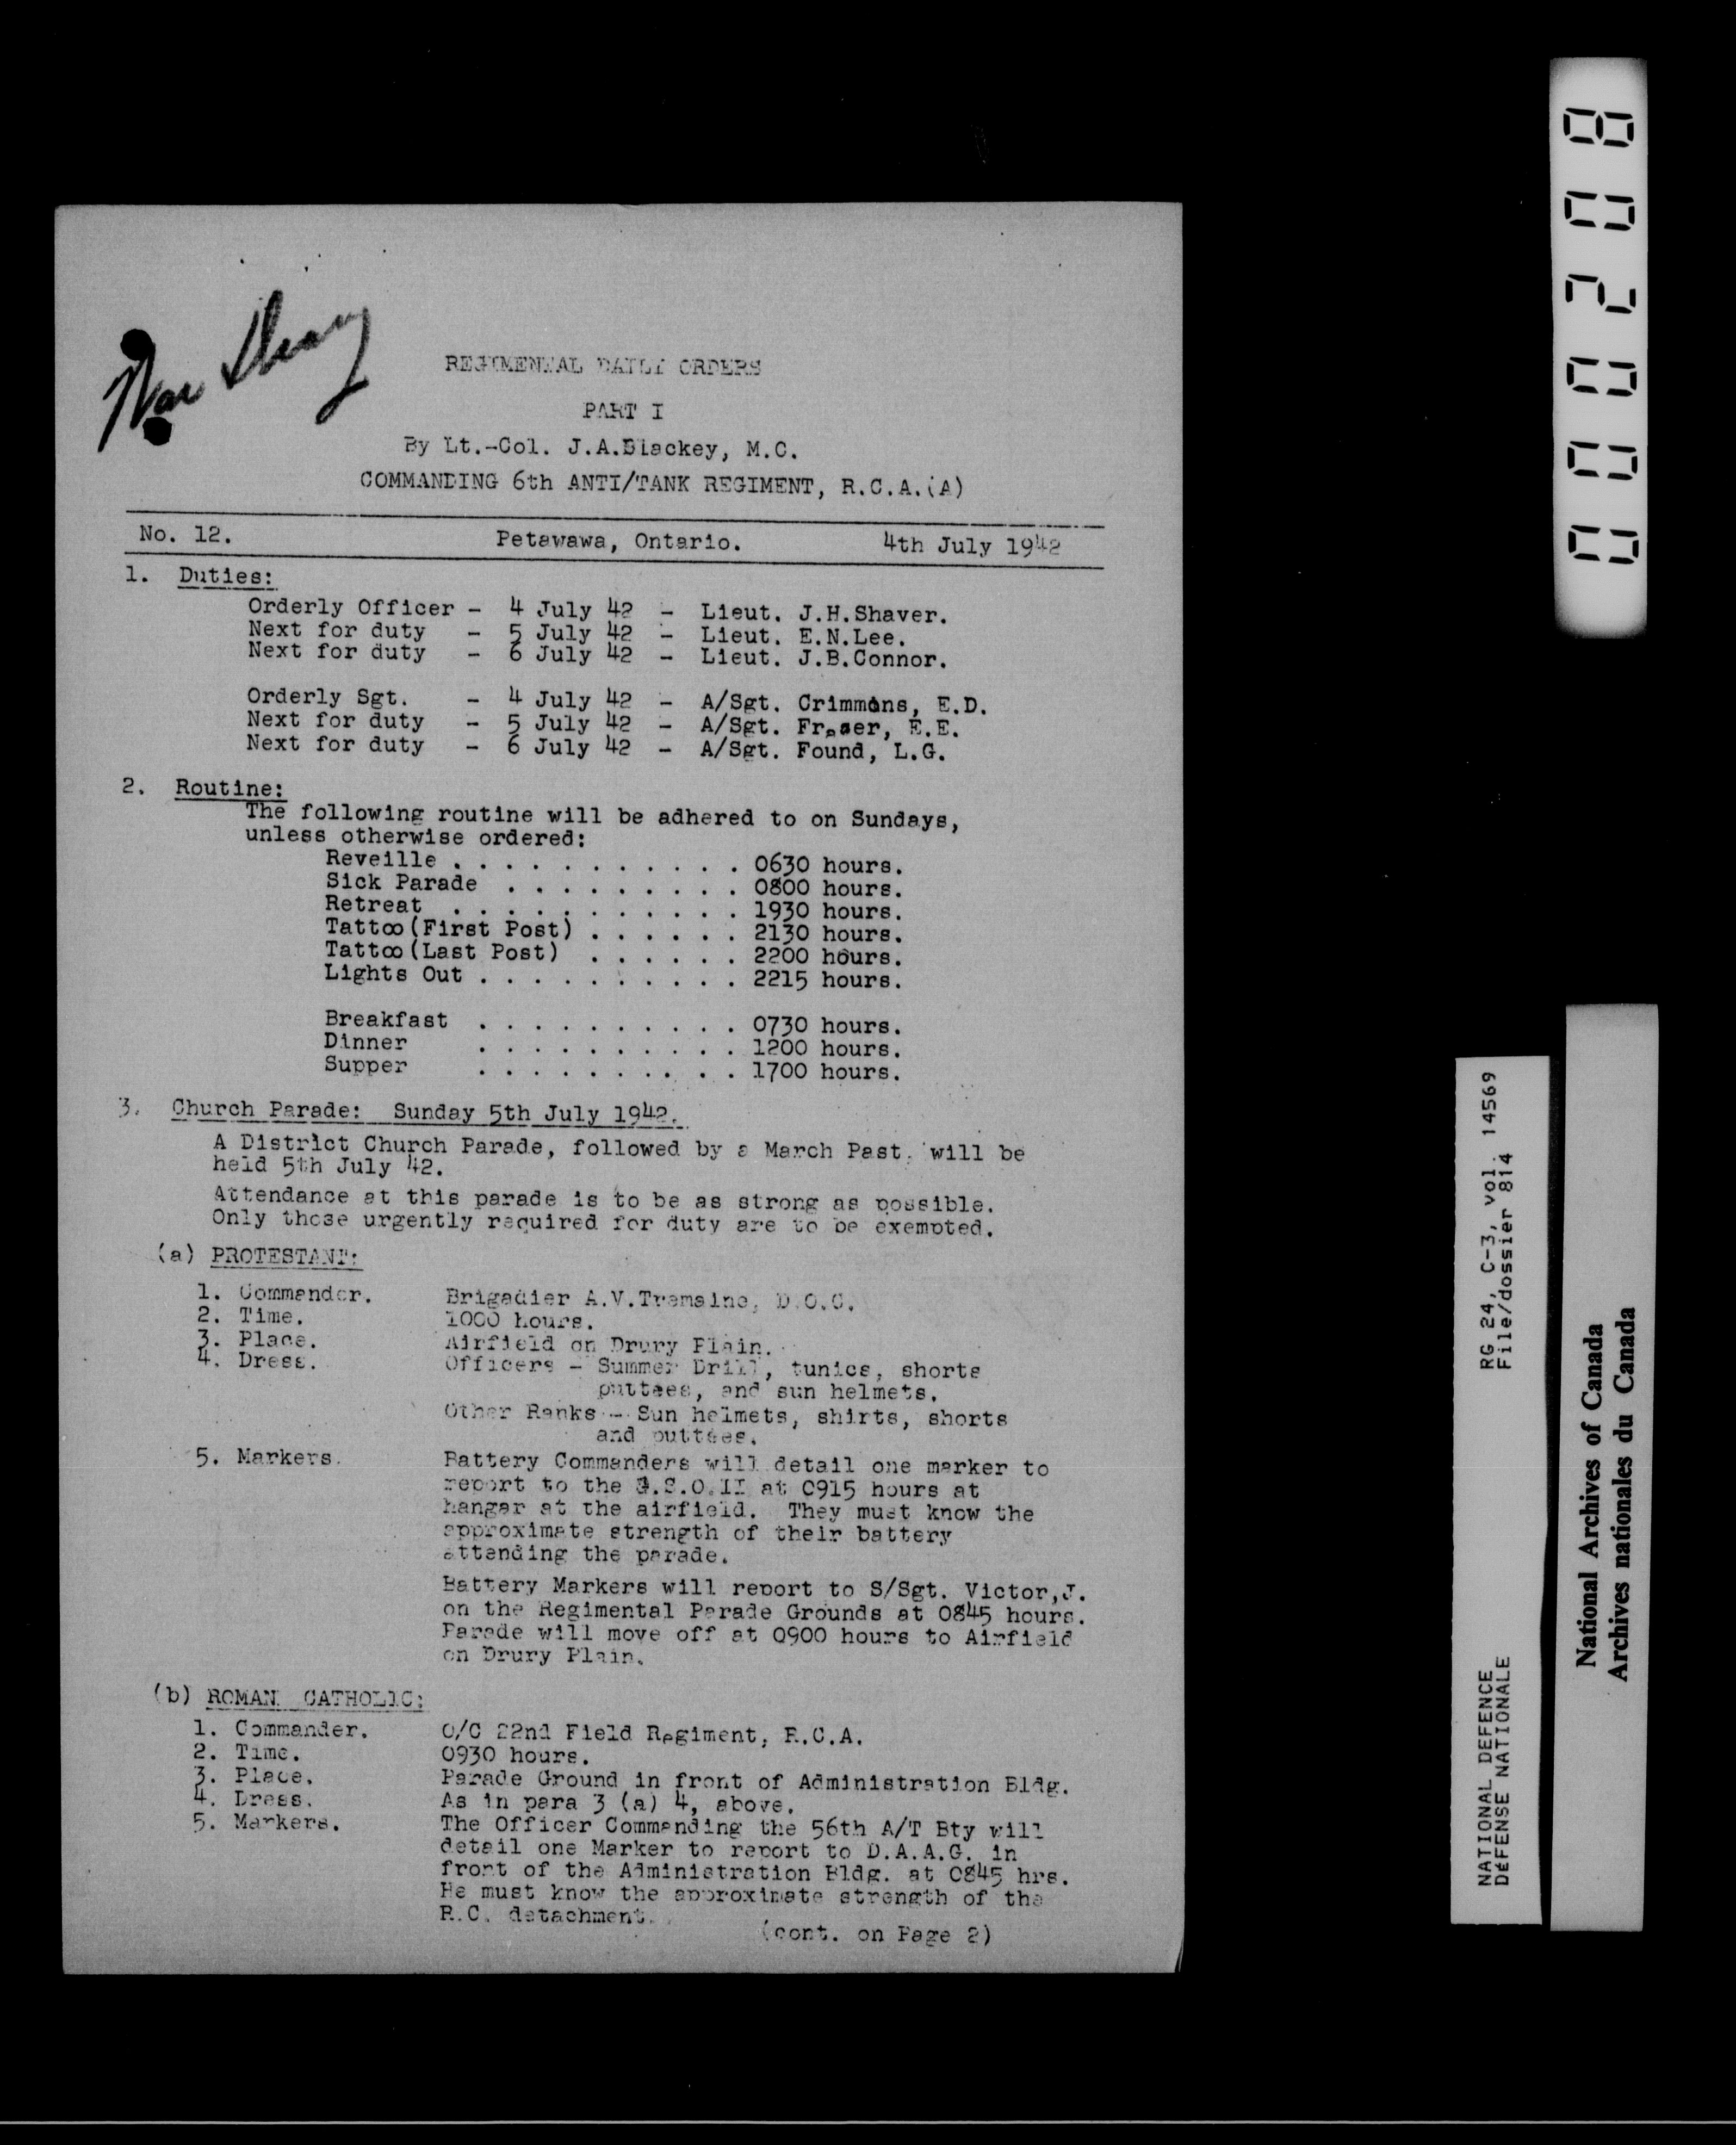 War Diary
REGIMENTAL DAILY ORDERS
PART I
By Lt.-Col. J.A.Blackey, M.C.
COMMANDING 6th ANTI/TANK REGIMENT, R.C.A.(A)
No. 12. Petawawa, Ontario. 4th July 1942
1. Duties:
Orderly Officer - 4 July 42 - Lieut. J.H.Shaver.
Next for duty - 5 July 42 - Lieut. E.N.Lee.
Next for duty - 6 July 42 - Lieut. J.B.Connor.
Orderly Sgt. - 4 July 42 - A/Sgt. Crimmons, E.D.
Next for duty - 5 July 42 - A/Sgt. Fraser, E.E.
Next for duty - 6 July 42 - A/Sgt. Found, L.G.
2. Routine:
The following routine will be adhered to on Sundays,
unless otherwise ordered:
Reveille . . . . . . . . . . . 0630 hours.
Sick Parade . . . . . . . . . 0800 hours.
Retreat . . . . . . . . . . . 1930 hours.
Tattoo(First Post) . . . . . . 2130 hours.
Tattoo(Last Post) . . . . . . 2200 hours.
Lights Out . . . . . . . . . . 2215 hours.
Breakfast . . . . . . . . . . 0730 hours.
Dinner . . . . . . . . . . 1200 hours.
Supper . . . . . . . . . . 1700 hours.
3. Church Parade: Sunday 5th July 1942.
A District Church Parade, followed by a March Past, will be
held 5th July 42.
Attendance at this parade is to be as strong as possible.
Only those urgently required for duty are to be exempted.
(a) PROTESTANT:
1. Commander. Brigadier A.V.Tremaine, D.O.C.
2. Time. 1000 hours.
3. Place. Airfield on Drury Plain.
4. Dress. Officers - Summer Drill, tunics, shorts
puttees, and sun helmets.
Other Ranks - Sun helmets, shirts, shorts
and puttees.
5. Markers. Battery Commanders will detail one marker to
report to the G.S.O.II at 0915 hours at
hangar at the airfield. They must know the
approximate strength of their battery
attending the parade.
Battery Markers will report to S/Sgt. Victor,J.
on the Regimental Parade Grounds at 0845 hours.
Parade will move off at 0900 hours to Airfield
on Drury Plain.
(b) ROMAN CATHOLIC:
1. Commander. O/C 22nd Field Regiment, R.C.A.
2. Time. 0930 hours.
3. Place. Parade Ground in front of Administration Bldg.
4. Dress. As in para 3 (a) 4, above.
5. Markers. The Officer Commanding the 56th A/T Bty will
detail one Marker to report to D.A.A.G. in
front of the Administration Bldg. at 0845 hrs.
He must know the approximate strength of the
R.C. detachment.
(cont. on Page 2)
000208
NATIONAL DEFENCE RG 24, C-3, vol. 14569
DÉFENSE NATIONALE File/dossier 814
National Archives of Canada
Archives nationales du Canada